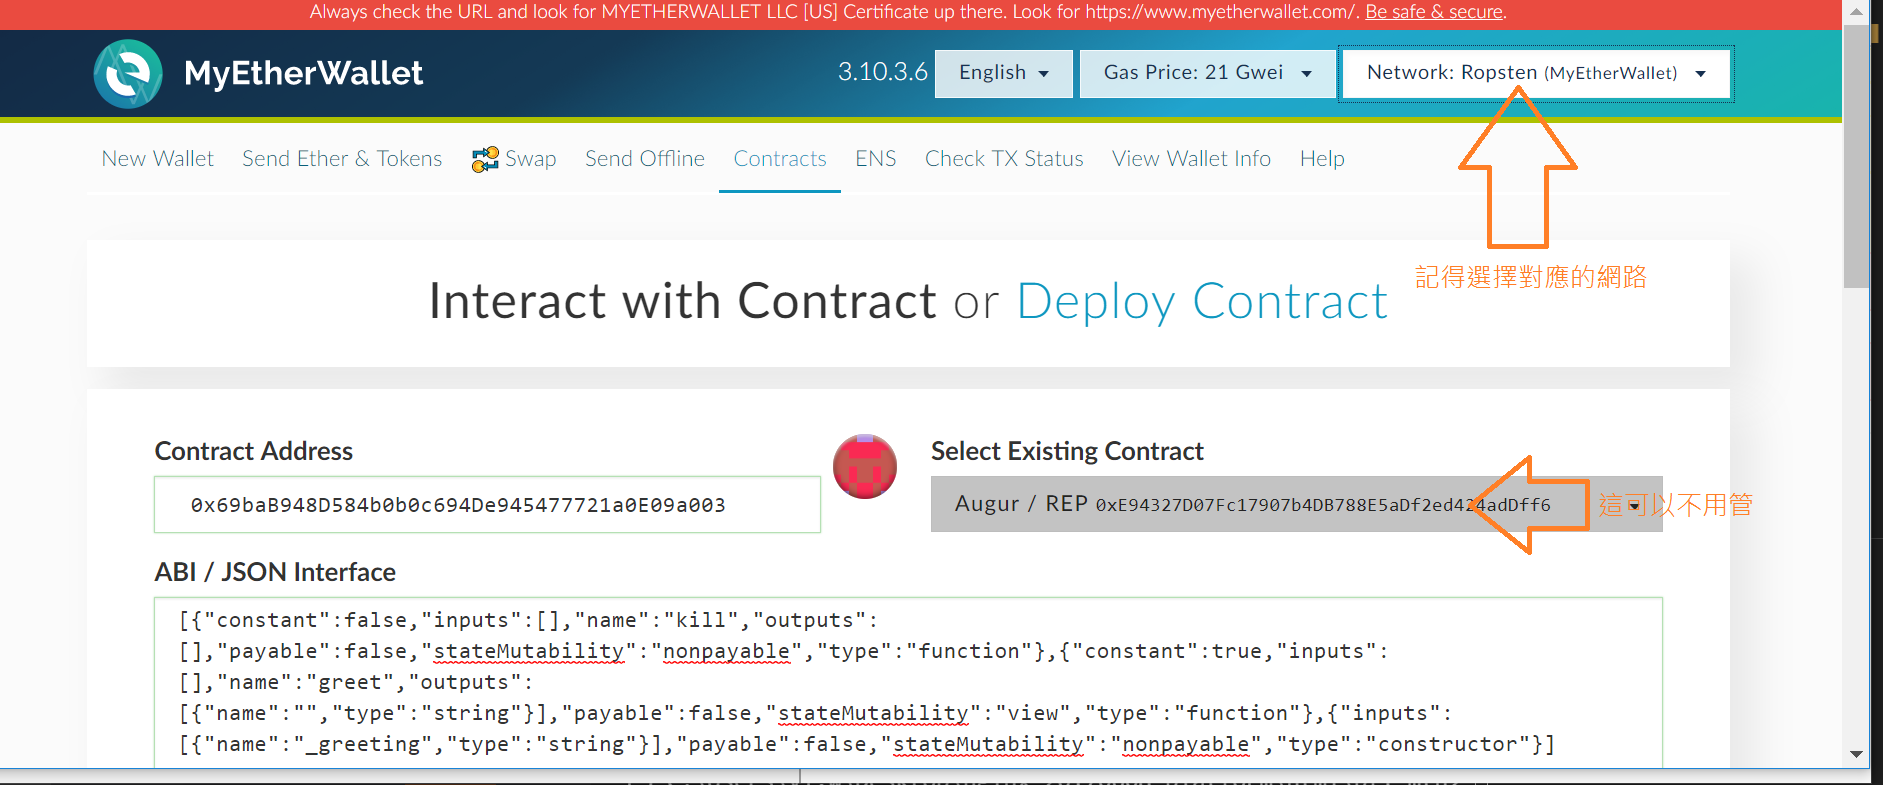 Always check the URL and look for MYETHERWALLET LLC [US] Certificate up there. Look for https://www.myetherwallet.com/. Be safe & secure.
MyEtherWallet
3.10.3.6 English Gas Price: 21 Gwei Network: Ropsten (MyEtherWallet)
New Wallet Send Ether & Tokens Swap Send Offline Contracts ENS Check TX Status View Wallet Info Help
記得選擇對應的網路
Interact with Contract or Deploy Contract
Contract Address
0x69baB948D584b0b0c694De945477721a0E09a003
Select Existing Contract
Augur / REP 0xE94327D07Fc17907b4DB788E5aDf2ed424adDff6
這可以不用管
ABI / JSON Interface
[{"constant":false,"inputs":[],"name":"kill","outputs":
[],"payable":false,"stateMutability":"nonpayable","type":"function"},{"constant":true,"inputs":
[],"name":"greet","outputs":
[{"name":"","type":"string"}],"payable":false,"stateMutability":"view","type":"function"},{"inputs":
[{"name":"_greeting","type":"string"}],"payable":false,"stateMutability":"nonpayable","type":"constructor"}]